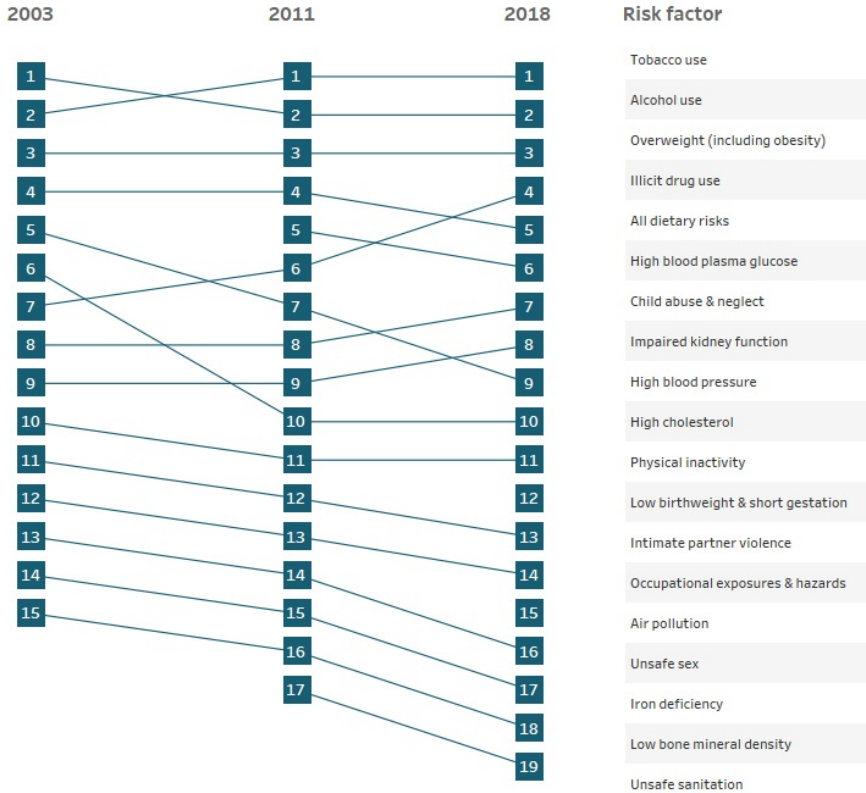 2003 2011 2018 Risk factor
Tobacco use
1 1 1
Alcohol use
2 2 2
Overweight (including obesity)
3 3 3
Illicit drug use
4 4 4
All dietary risks
5 5 5
High blood plasma glucose
6 6 6
Child abuse & neglect
7 7 7
Impaired kidney function
8 8 8
High blood pressure
9 9 9
High cholesterol
10 10 10
Physical inactivity
11 11 11
Low birthweight & short gestation
12 12 12
Intimate partner violence
13 13 13
Occupational exposures & hazards
14 14 14
Air pollution
15 15 15
Unsafe sex
16 16
Iron deficiency
17 17
Low bone mineral density
18
Unsafe sanitation
19